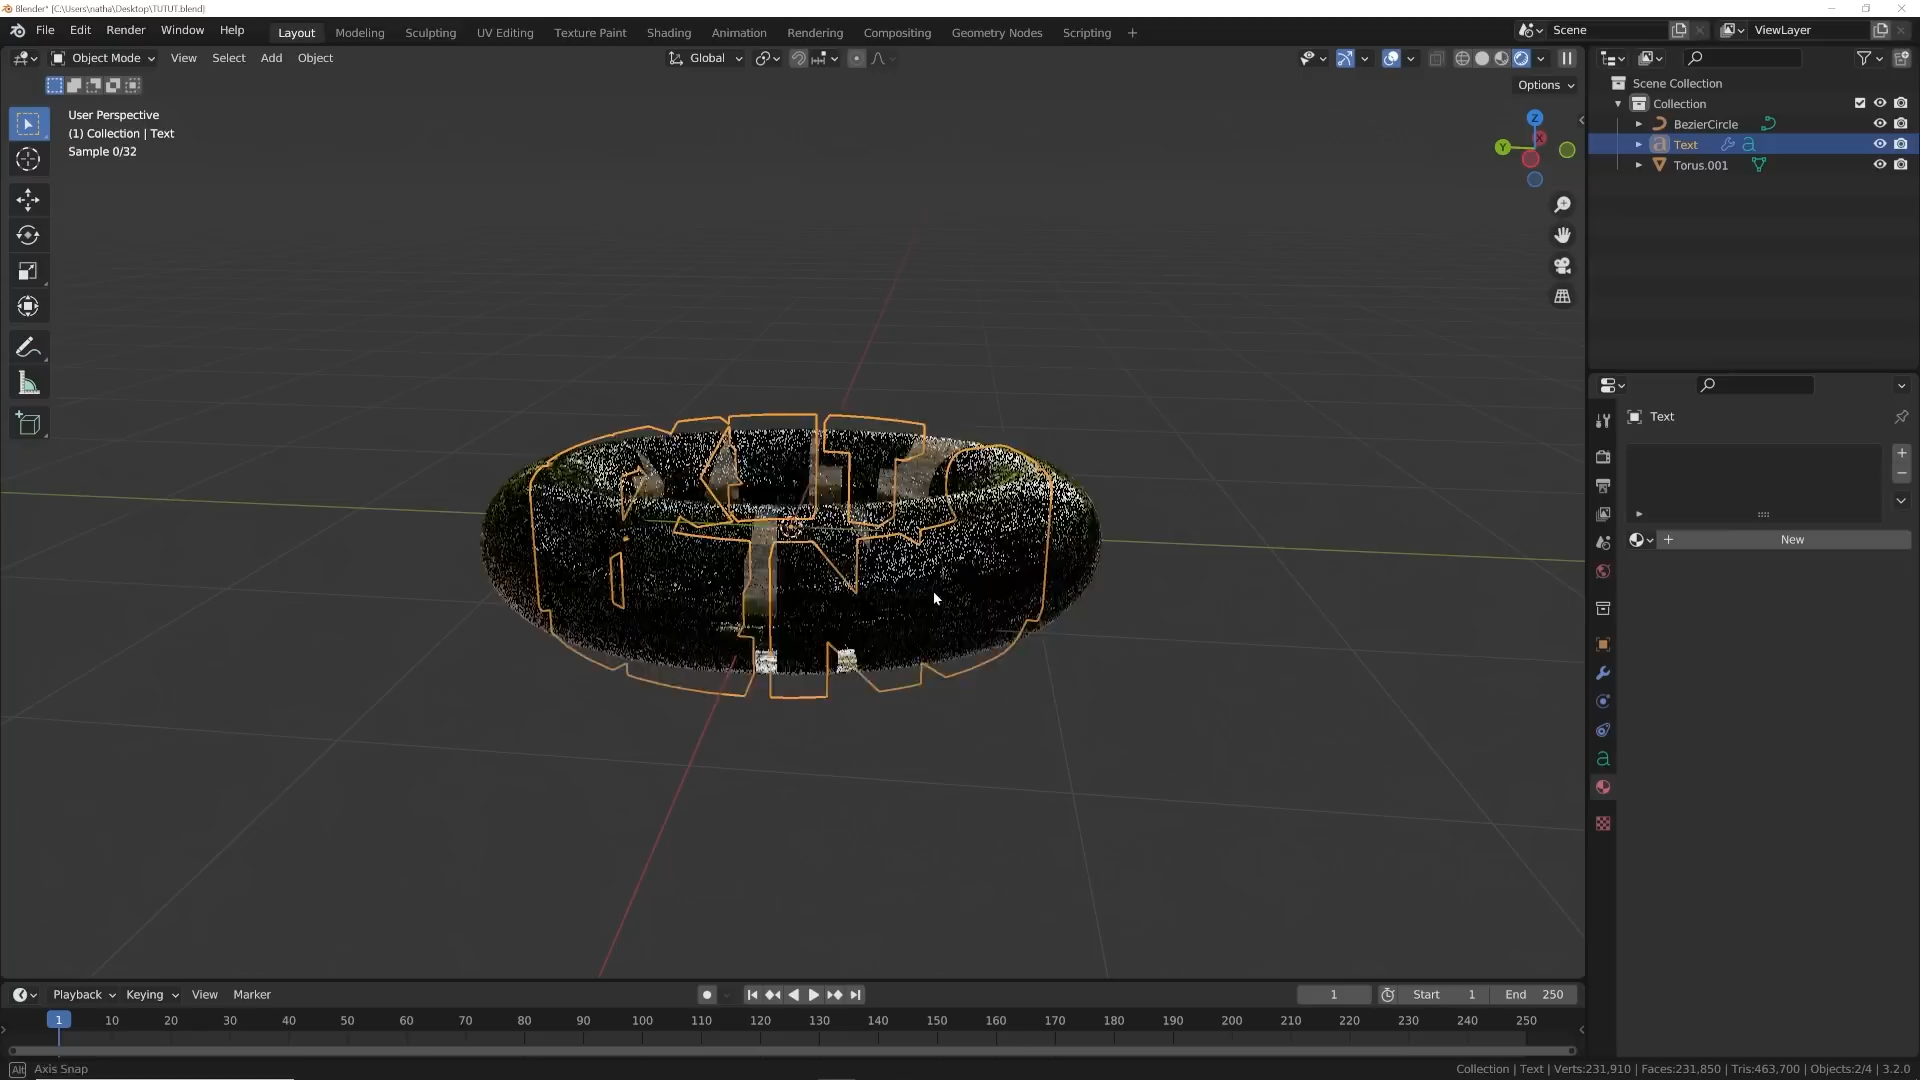 Blender* [C:\Users\natha\Desktop\TUTUT.blend]
File Edit Render Window Help Layout Modeling Sculpting UV Editing Texture Paint Shading Animation Rendering Compositing Geometry Nodes Scripting + Scene ViewLayer
Object Mode View Select Add Object Global
Options
User Perspective
(1) Collection | Text
Sample 0/32
Z
X
Y
Scene Collection
Collection
BezierCircle
Text
Torus.001
Text
New
Playback Keying View Marker 1 Start 1 End 250
1 10 20 30 40 50 60 70 80 90 100 110 120 130 140 150 160 170 180 190 200 210 220 230 240 250
Alt Axis Snap
Collection | Text | Verts:231,910 | Faces:231,850 | Tris:463,700 | Objects:2/4 | 3.2.0